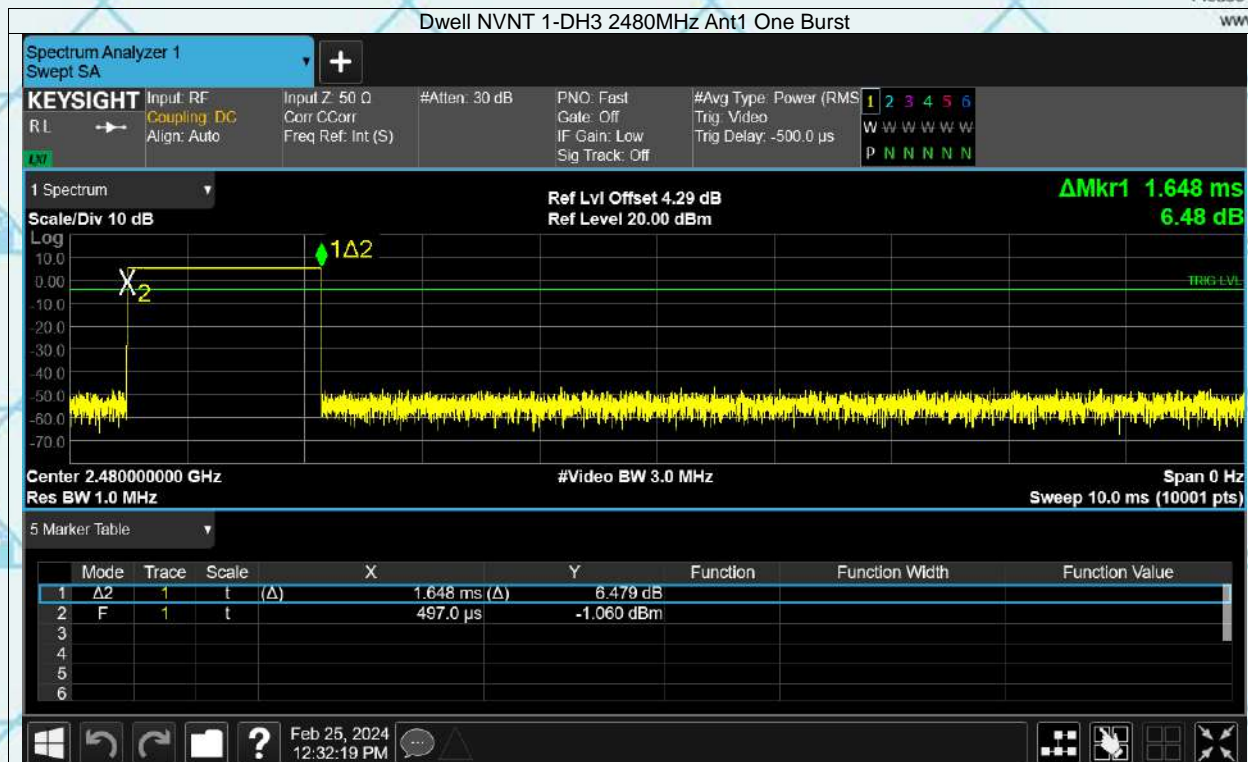 Dwell NVNT 1-DH3 2480MHz Ant1 One Burst
www
Spectrum Analyzer 1
Swept SA
+
KEYSIGHT
RL
LXI
Input: RF
Coupling: DC
Align: Auto
Input Z: 50 Ω
Corr CCorr
Freq Ref: Int (S)
#Atten: 30 dB
PNO: Fast
Gate: Off
IF Gain: Low
Sig Track: Off
#Avg Type: Power (RMS
Trig: Video
Trig Delay: -500.0 µs
1 2 3 4 5 6
W W W W W W
P N N N N N
1 Spectrum
Scale/Div 10 dB
Ref Lvl Offset 4.29 dB
Ref Level 20.00 dBm
ΔMkr1 1.648 ms
6.48 dB
Log
10.0
0.00
-10.0
-20.0
-30.0
-40.0
-50.0
-60.0
-70.0
1Δ2
2
TRIG LVL
Center 2.480000000 GHz
#Video BW 3.0 MHz
Span 0 Hz
Res BW 1.0 MHz
Sweep 10.0 ms (10001 pts)
5 Marker Table
Mode Trace Scale X Y Function Function Width Function Value
1 Δ2 1 t (Δ) 1.648 ms (Δ) 6.479 dB
2 F 1 t 497.0 µs -1.060 dBm
3
4
5
6
?
Feb 25, 2024
12:32:19 PM